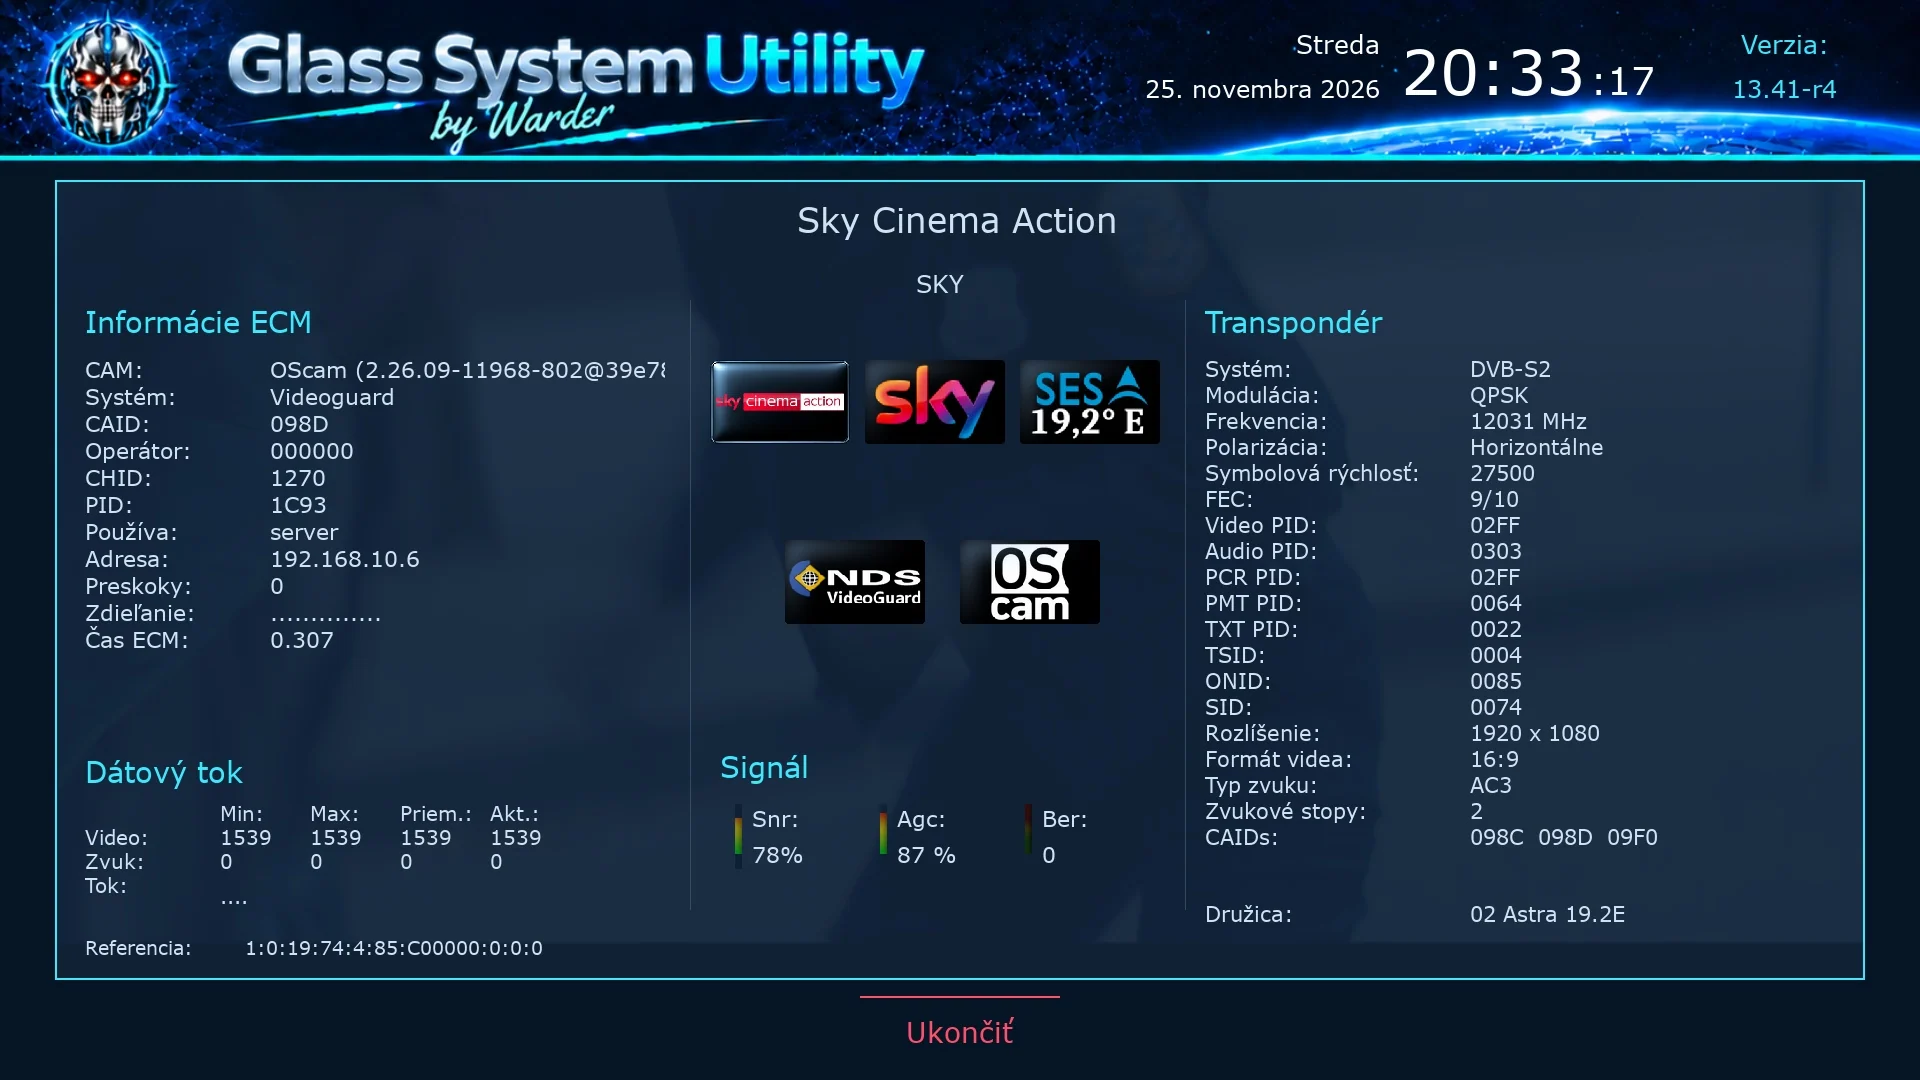 Glass System Utility
by Warder
Streda
25. novembra 2026
20:33:17
Verzia:
13.41-r4
Sky Cinema Action
SKY
Informácie ECM
CAM: OScam (2.26.09-11968-802@39e78
Systém: Videoguard
CAID: 098D
Operátor: 000000
CHID: 1270
PID: 1C93
Používa: server
Adresa: 192.168.10.6
Preskoky: 0
Zdieľanie: ..............
Čas ECM: 0.307
Dátový tok
Min: Max: Priem.: Akt.:
Video: 1539 1539 1539 1539
Zvuk: 0 0 0 0
Tok: ....
Referencia: 1:0:19:74:4:85:C00000:0:0:0
sky cinema action
sky
SES
19,2° E
NDS
VideoGuard
OS
cam
Signál
Snr: Agc: Ber:
78% 87 % 0
Transpondér
Systém: DVB-S2
Modulácia: QPSK
Frekvencia: 12031 MHz
Polarizácia: Horizontálne
Symbolová rýchlosť: 27500
FEC: 9/10
Video PID: 02FF
Audio PID: 0303
PCR PID: 02FF
PMT PID: 0064
TXT PID: 0022
TSID: 0004
ONID: 0085
SID: 0074
Rozlíšenie: 1920 x 1080
Formát videa: 16:9
Typ zvuku: AC3
Zvukové stopy: 2
CAIDs: 098C 098D 09F0
Družica: 02 Astra 19.2E
Ukončiť